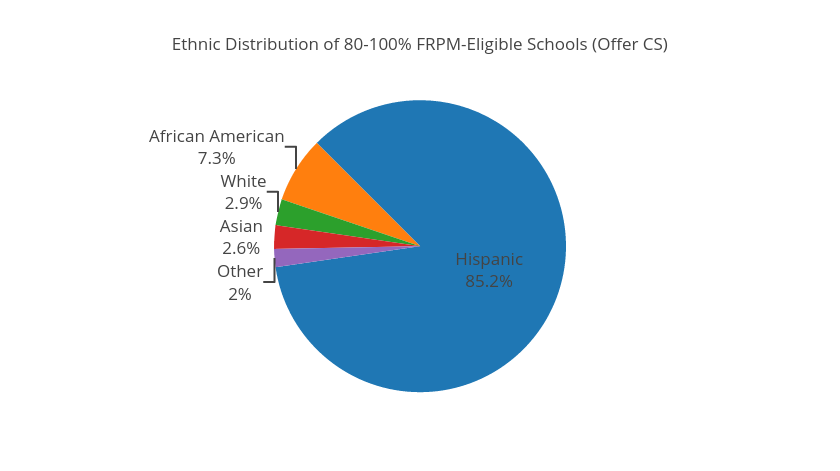 Ethnic Distribution of 80-100% FRPM-Eligible Schools (Offer CS)
African American
7.3%
White
2.9%
Asian
2.6%
Other
2%
Hispanic
85.2%